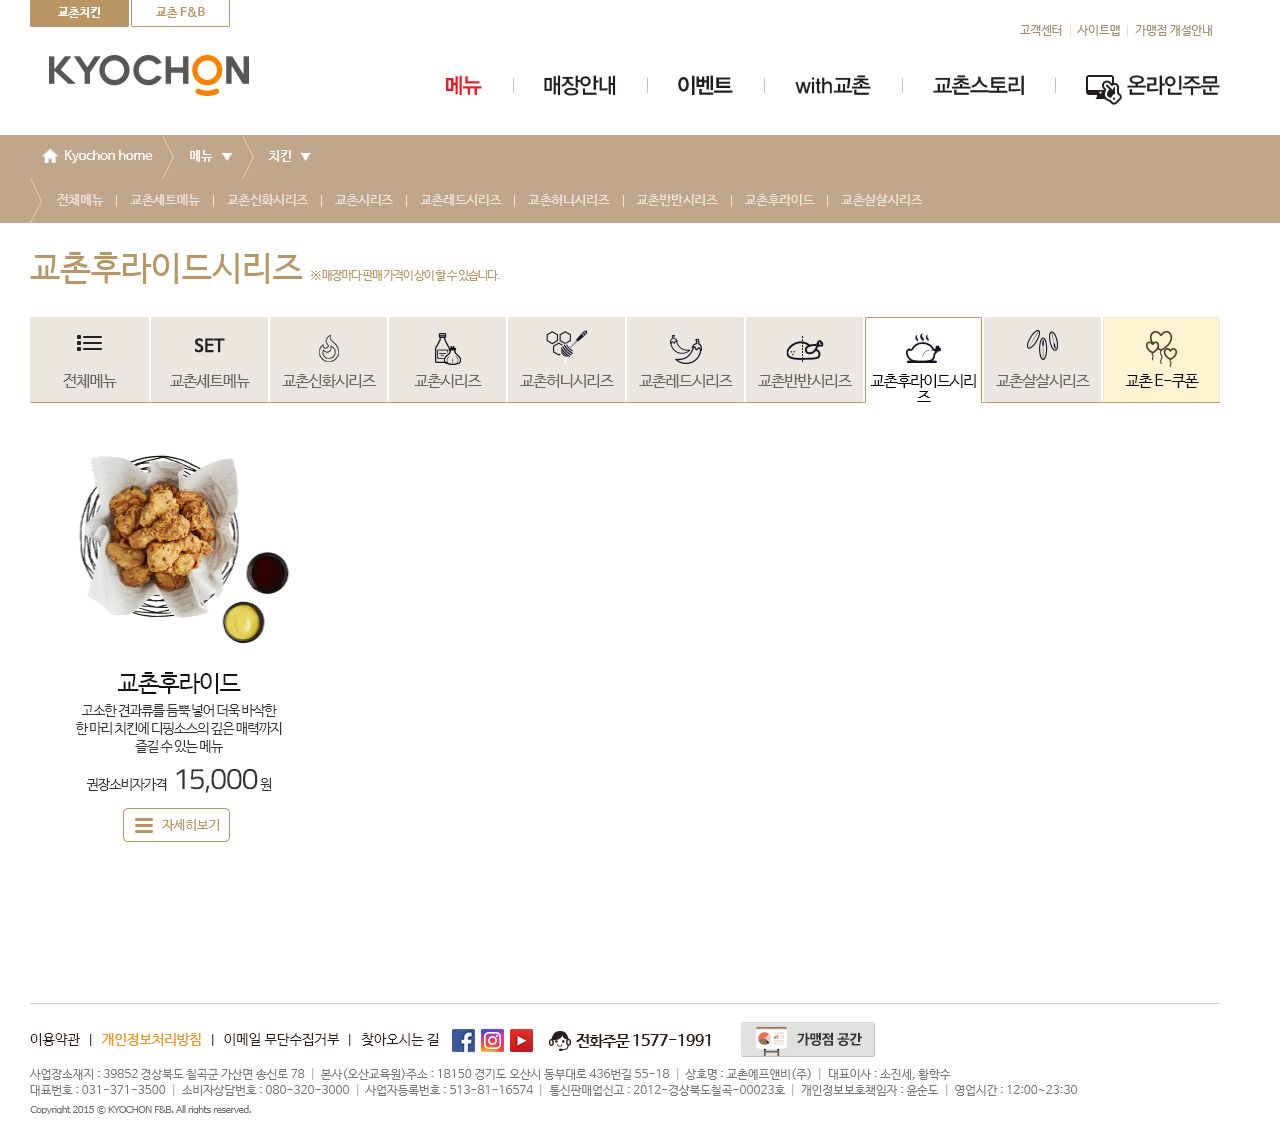 교촌치킨 교촌 F&B
고객센터 사이트맵 가맹점 개설안내
KYOCHON
메뉴 매장안내 이벤트 with교촌 교촌스토리 온라인주문
Kyochon home 메뉴 치킨
전체메뉴 교촌세트메뉴 교촌신화시리즈 교촌시리즈 교촌레드시리즈 교촌허니시리즈 교촌반반시리즈 교촌후라이드 교촌살살시리즈
교촌후라이드시리즈 ※ 매장마다 판매가격이 상이 할 수 있습니다.
SET
전체메뉴 교촌세트메뉴 교촌신화시리즈 교촌시리즈 교촌허니시리즈 교촌레드시리즈 교촌반반시리즈 교촌후라이드시리즈 교촌살살시리즈 교촌 E-쿠폰
교촌후라이드
고소한 견과류를 듬뿍 넣어 더욱 바삭한
한 마리 치킨에 디핑소스의 깊은 매력까지
즐길 수 있는 메뉴
권장소비자가격 15,000 원
자세히보기
이용약관 | 개인정보처리방침 | 이메일 무단수집거부 | 찾아오시는 길 전화주문 1577-1991 가맹점 공간
사업장소재지 : 39852 경상북도 칠곡군 가산면 송신로 78 | 본사(오산교육원)주소 : 18150 경기도 오산시 동부대로 436번길 55-18 | 상호명 : 교촌에프앤비(주) | 대표이사 : 소진세, 황학수
대표번호 : 031-371-3500 | 소비자상담번호 : 080-320-3000 | 사업자등록번호 : 513-81-16574 | 통신판매업신고 : 2012-경상북도칠곡-00023호 | 개인정보보호책임자 : 윤순도 | 영업시간 : 12:00~23:30
Copyright 2015 © KYOCHON F&B. All rights reserved.